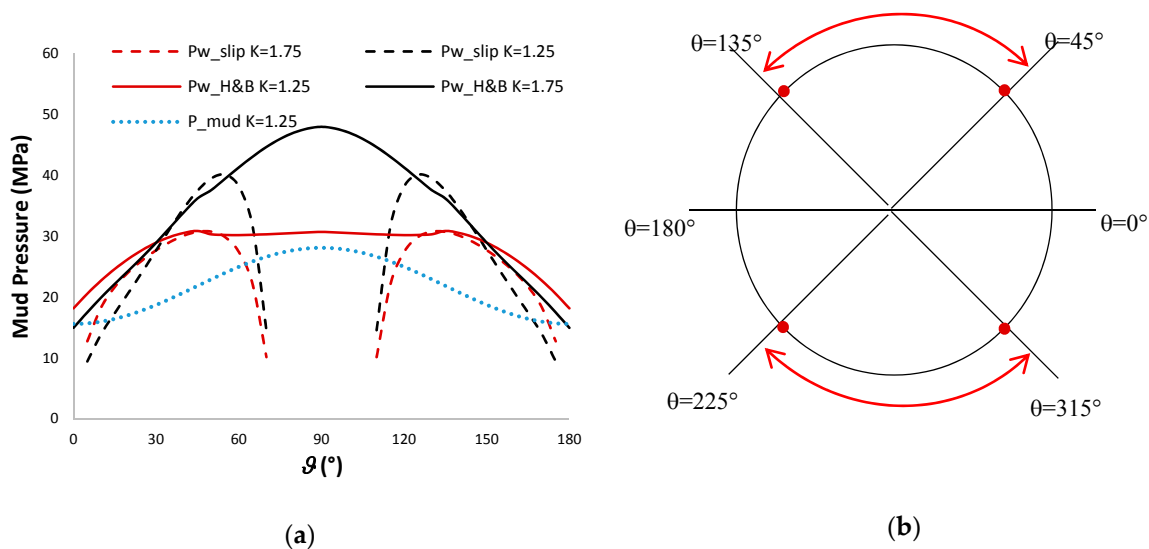 60
50
40
30
20
10
0
Mud Pressure (MPa)
Pw_slip K=1.75
Pw_slip K=1.25
Pw_H&B K=1.25
Pw_H&B K=1.75
P_mud K=1.25
0
30
60
90
120
150
180
ϑ (°)
(a)
θ=135°
θ=45°
θ=180°
θ=0°
θ=225°
θ=315°
(b)